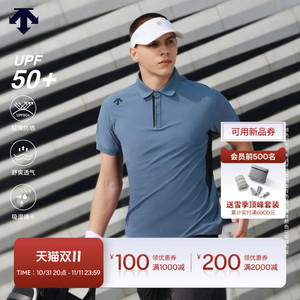 UPF
50+
UPF50+
轻薄防晒
舒爽透气
吸湿速干
可用新品券
会员前500名
送雪季顶峰套装
累计实付满6000元
天猫双11
TIME：10/31 20点 - 11/11 23:59
¥100 领优惠券 满1000减
¥200 领优惠券 满2000减